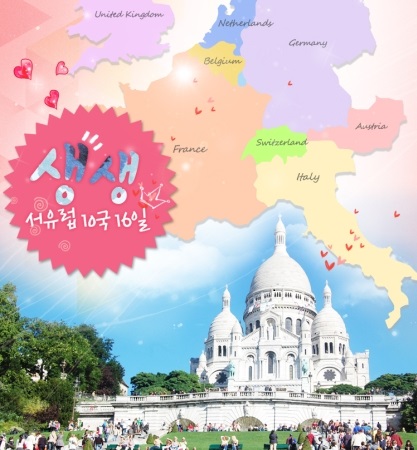 United Kingdom
Netherlands
Germany
Belgium
France
Switzerland
Austria
Italy
생생
서유럽 10국 16일